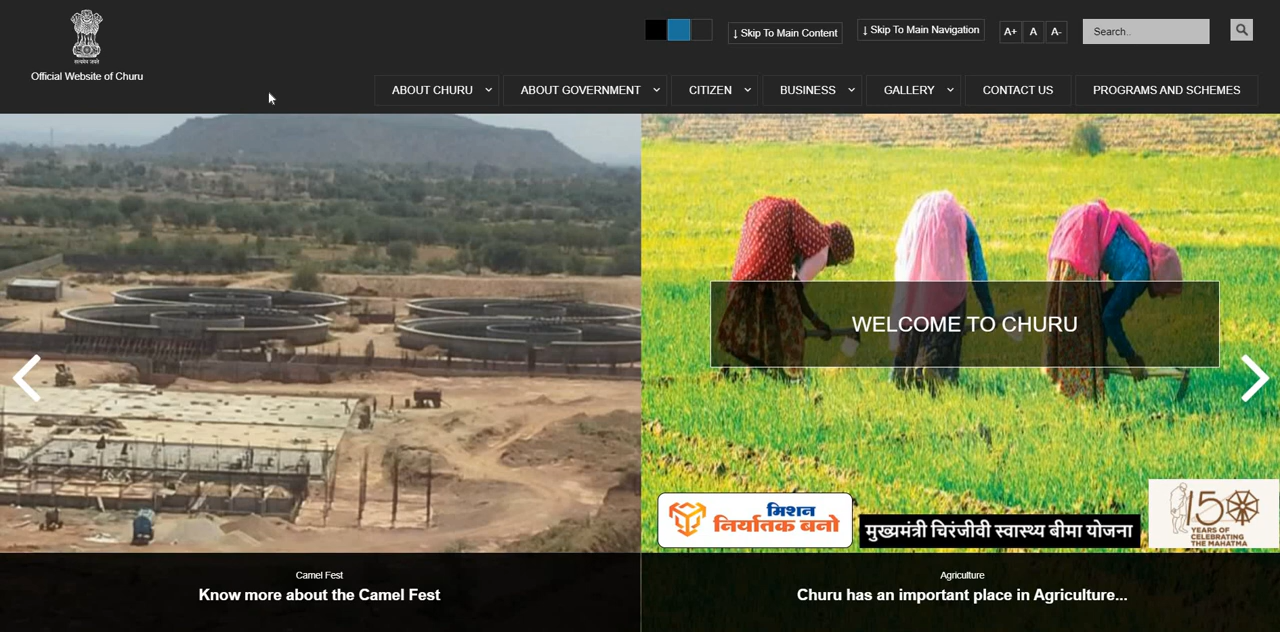 सत्यमेव जयते
Official Website of Churu
↓ Skip To Main Content
↓ Skip To Main Navigation
A+
A
A-
Search..
ABOUT CHURU
ABOUT GOVERNMENT
CITIZEN
BUSINESS
GALLERY
CONTACT US
PROGRAMS AND SCHEMES
WELCOME TO CHURU
मिशन
निर्यातक बनो
मुख्यमंत्री चिरंजीवी स्वास्थ्य बीमा योजना
150
YEARS OF
CELEBRATING
THE MAHATMA
Camel Fest
Know more about the Camel Fest
Agriculture
Churu has an important place in Agriculture...